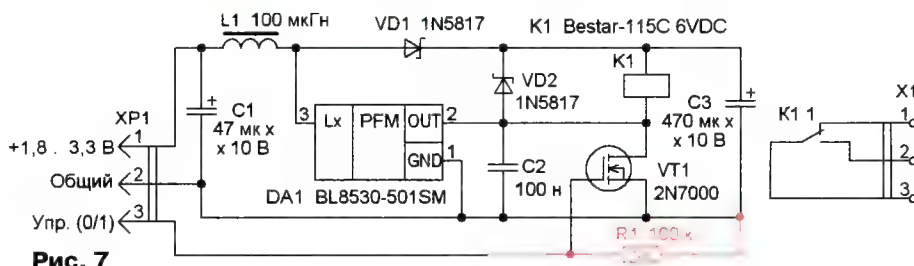 L1 100 мкГн
VD1 1N5817
K1 Bestar-115C 6VDC
K1
VD2
1N5817
C1
47 мк х
х 10 В
3
Lx
PFM
OUT
2
GND
1
C3
470 мк х
х 10 В
X1
K1 1
1
2
3
XP1
+1,8 . 3,3 В
1
Общий
2
Упр. (0/1)
3
C2
100 н
VT1
2N7000
DA1 BL8530-501SM
R1 100 к
Рис. 7